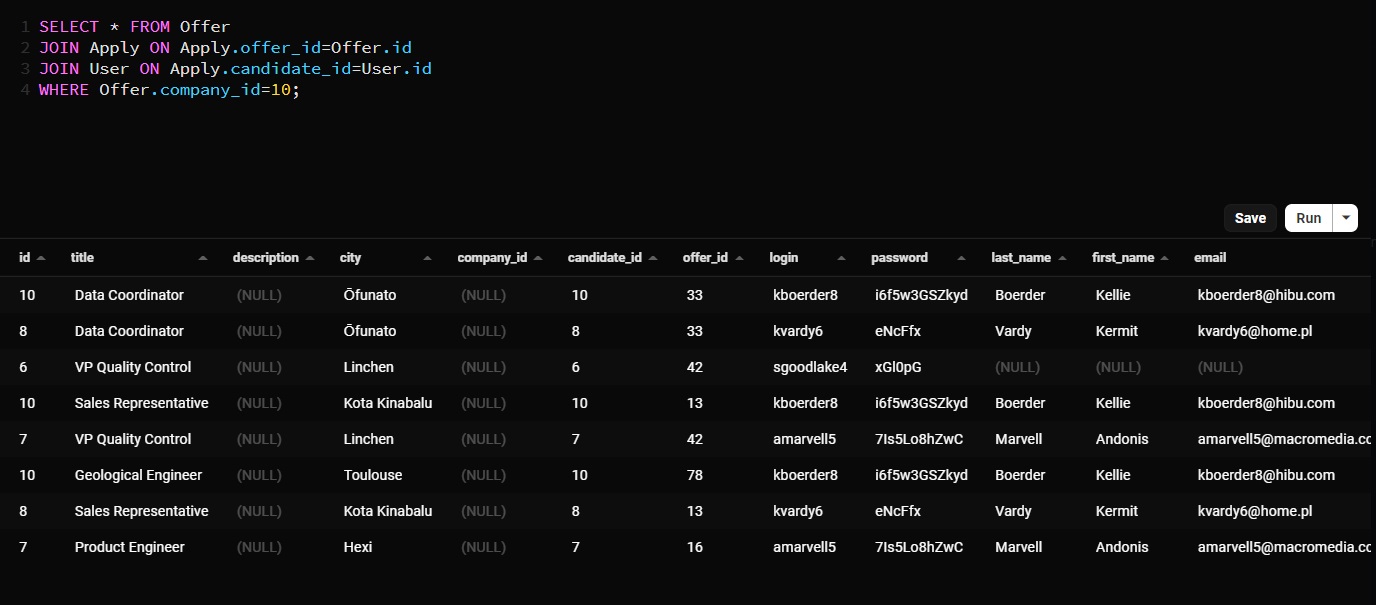 1 SELECT * FROM Offer
2 JOIN Apply ON Apply.offer_id=Offer.id
3 JOIN User ON Apply.candidate_id=User.id
4 WHERE Offer.company_id=10;
Save Run
id title description city company_id candidate_id offer_id login password last_name first_name email
10 Data Coordinator (NULL) Ōfunato (NULL) 10 33 kboerder8 i6f5w3GSZkyd Boerder Kellie kboerder8@hibu.com
8 Data Coordinator (NULL) Ōfunato (NULL) 8 33 kvardy6 eNcFfx Vardy Kermit kvardy6@home.pl
6 VP Quality Control (NULL) Linchen (NULL) 6 42 sgoodlake4 xGl0pG (NULL) (NULL) (NULL)
10 Sales Representative (NULL) Kota Kinabalu (NULL) 10 13 kboerder8 i6f5w3GSZkyd Boerder Kellie kboerder8@hibu.com
7 VP Quality Control (NULL) Linchen (NULL) 7 42 amarvell5 7Is5Lo8hZwC Marvell Andonis amarvell5@macromedia.cc
10 Geological Engineer (NULL) Toulouse (NULL) 10 78 kboerder8 i6f5w3GSZkyd Boerder Kellie kboerder8@hibu.com
8 Sales Representative (NULL) Kota Kinabalu (NULL) 8 13 kvardy6 eNcFfx Vardy Kermit kvardy6@home.pl
7 Product Engineer (NULL) Hexi (NULL) 7 16 amarvell5 7Is5Lo8hZwC Marvell Andonis amarvell5@macromedia.cc